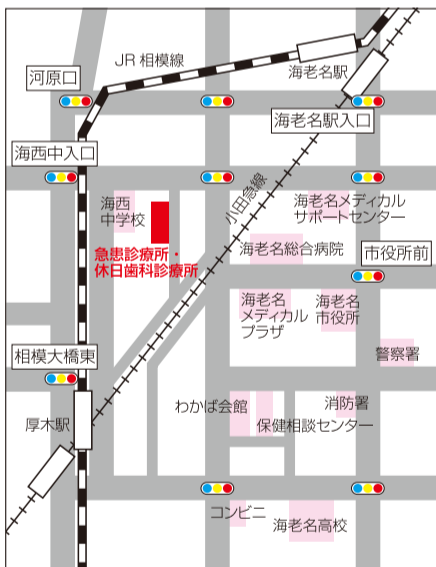 JR相模線
海老名駅
河原口
海老名駅入口
海西中入口
小田急線
海西
中学校
海老名メディカル
サポートセンター
急患診療所・
休日歯科診療所
海老名総合病院
市役所前
海老名
メディカル
プラザ
海老名
市役所
警察署
相模大橋東
厚木駅
わかば会館
消防署
保健相談センター
コンビニ
海老名高校